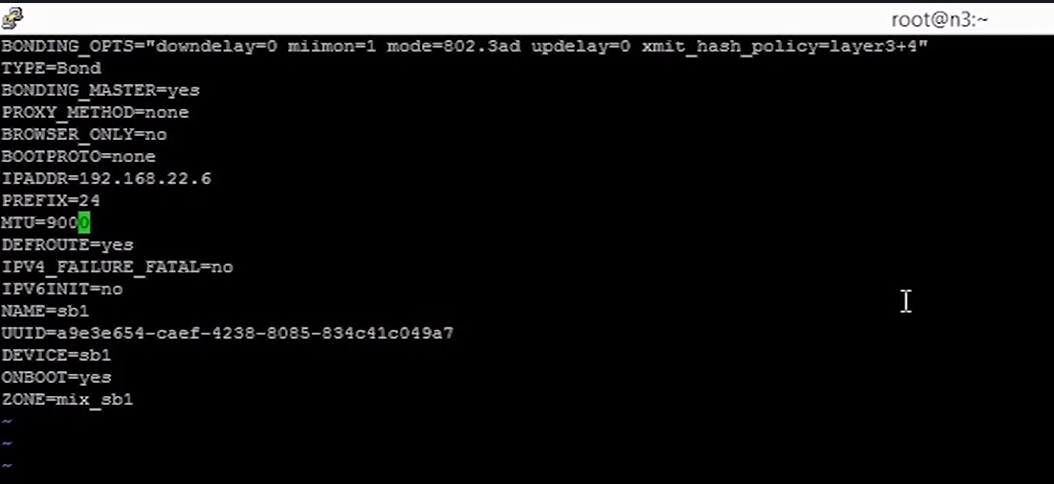 root@n3:~
BONDING_OPTS="downdelay=0 miimon=1 mode=802.3ad updelay=0 xmit_hash_policy=layer3+4"
TYPE=Bond
BONDING_MASTER=yes
PROXY_METHOD=none
BROWSER_ONLY=no
BOOTPROTO=none
IPADDR=192.168.22.6
PREFIX=24
MTU=9000
DEFROUTE=yes
IPV4_FAILURE_FATAL=no
IPV6INIT=no
NAME=sb1
UUID=a9e3e654-caef-4238-8085-834c41c049a7
DEVICE=sb1
ONBOOT=yes
ZONE=mix_sb1
~
~
~